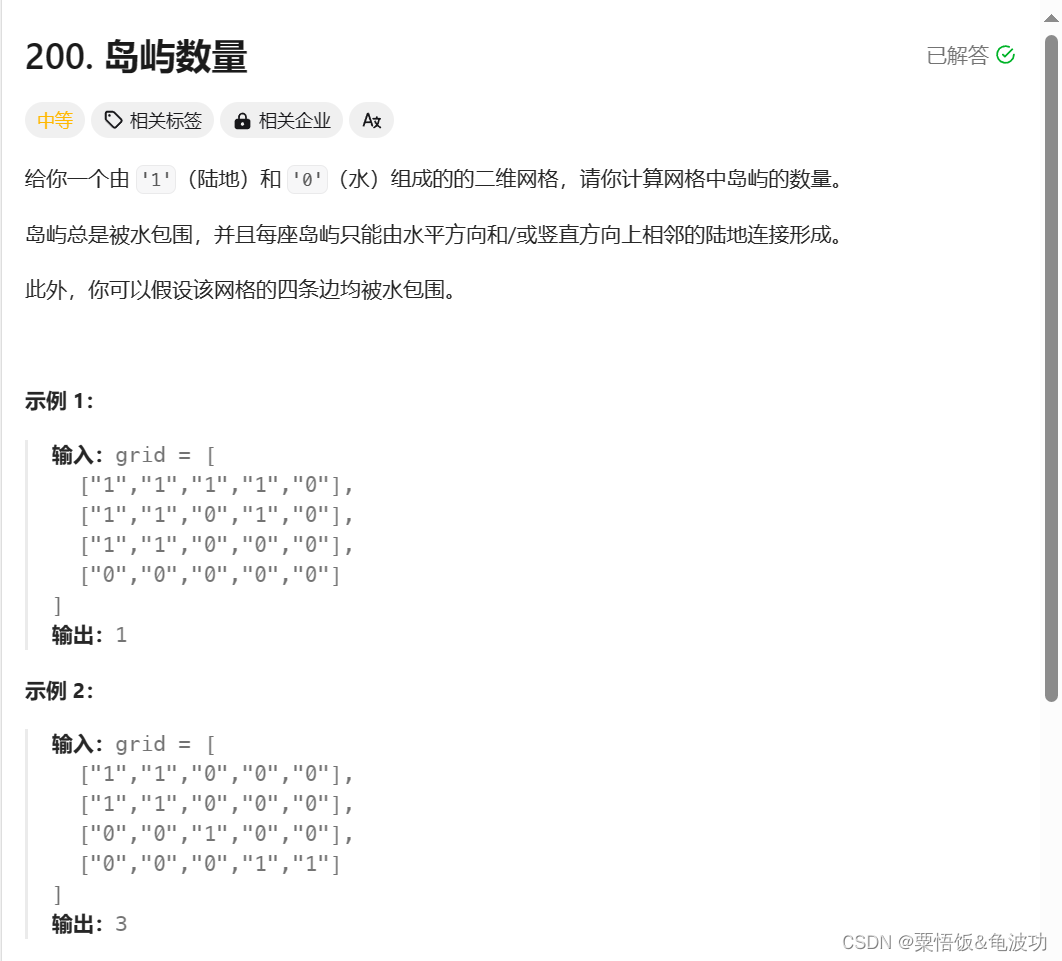 200. 岛屿数量
已解答
中等 相关标签 相关企业 A文
给你一个由 '1'（陆地）和 '0'（水）组成的的二维网格，请你计算网格中岛屿的数量。
岛屿总是被水包围，并且每座岛屿只能由水平方向和/或竖直方向上相邻的陆地连接形成。
此外，你可以假设该网格的四条边均被水包围。
示例 1：
输入：grid = [
["1","1","1","1","0"],
["1","1","0","1","0"],
["1","1","0","0","0"],
["0","0","0","0","0"]
]
输出：1
示例 2：
输入：grid = [
["1","1","0","0","0"],
["1","1","0","0","0"],
["0","0","1","0","0"],
["0","0","0","1","1"]
]
输出：3
CSDN @粟悟饭&龟波功